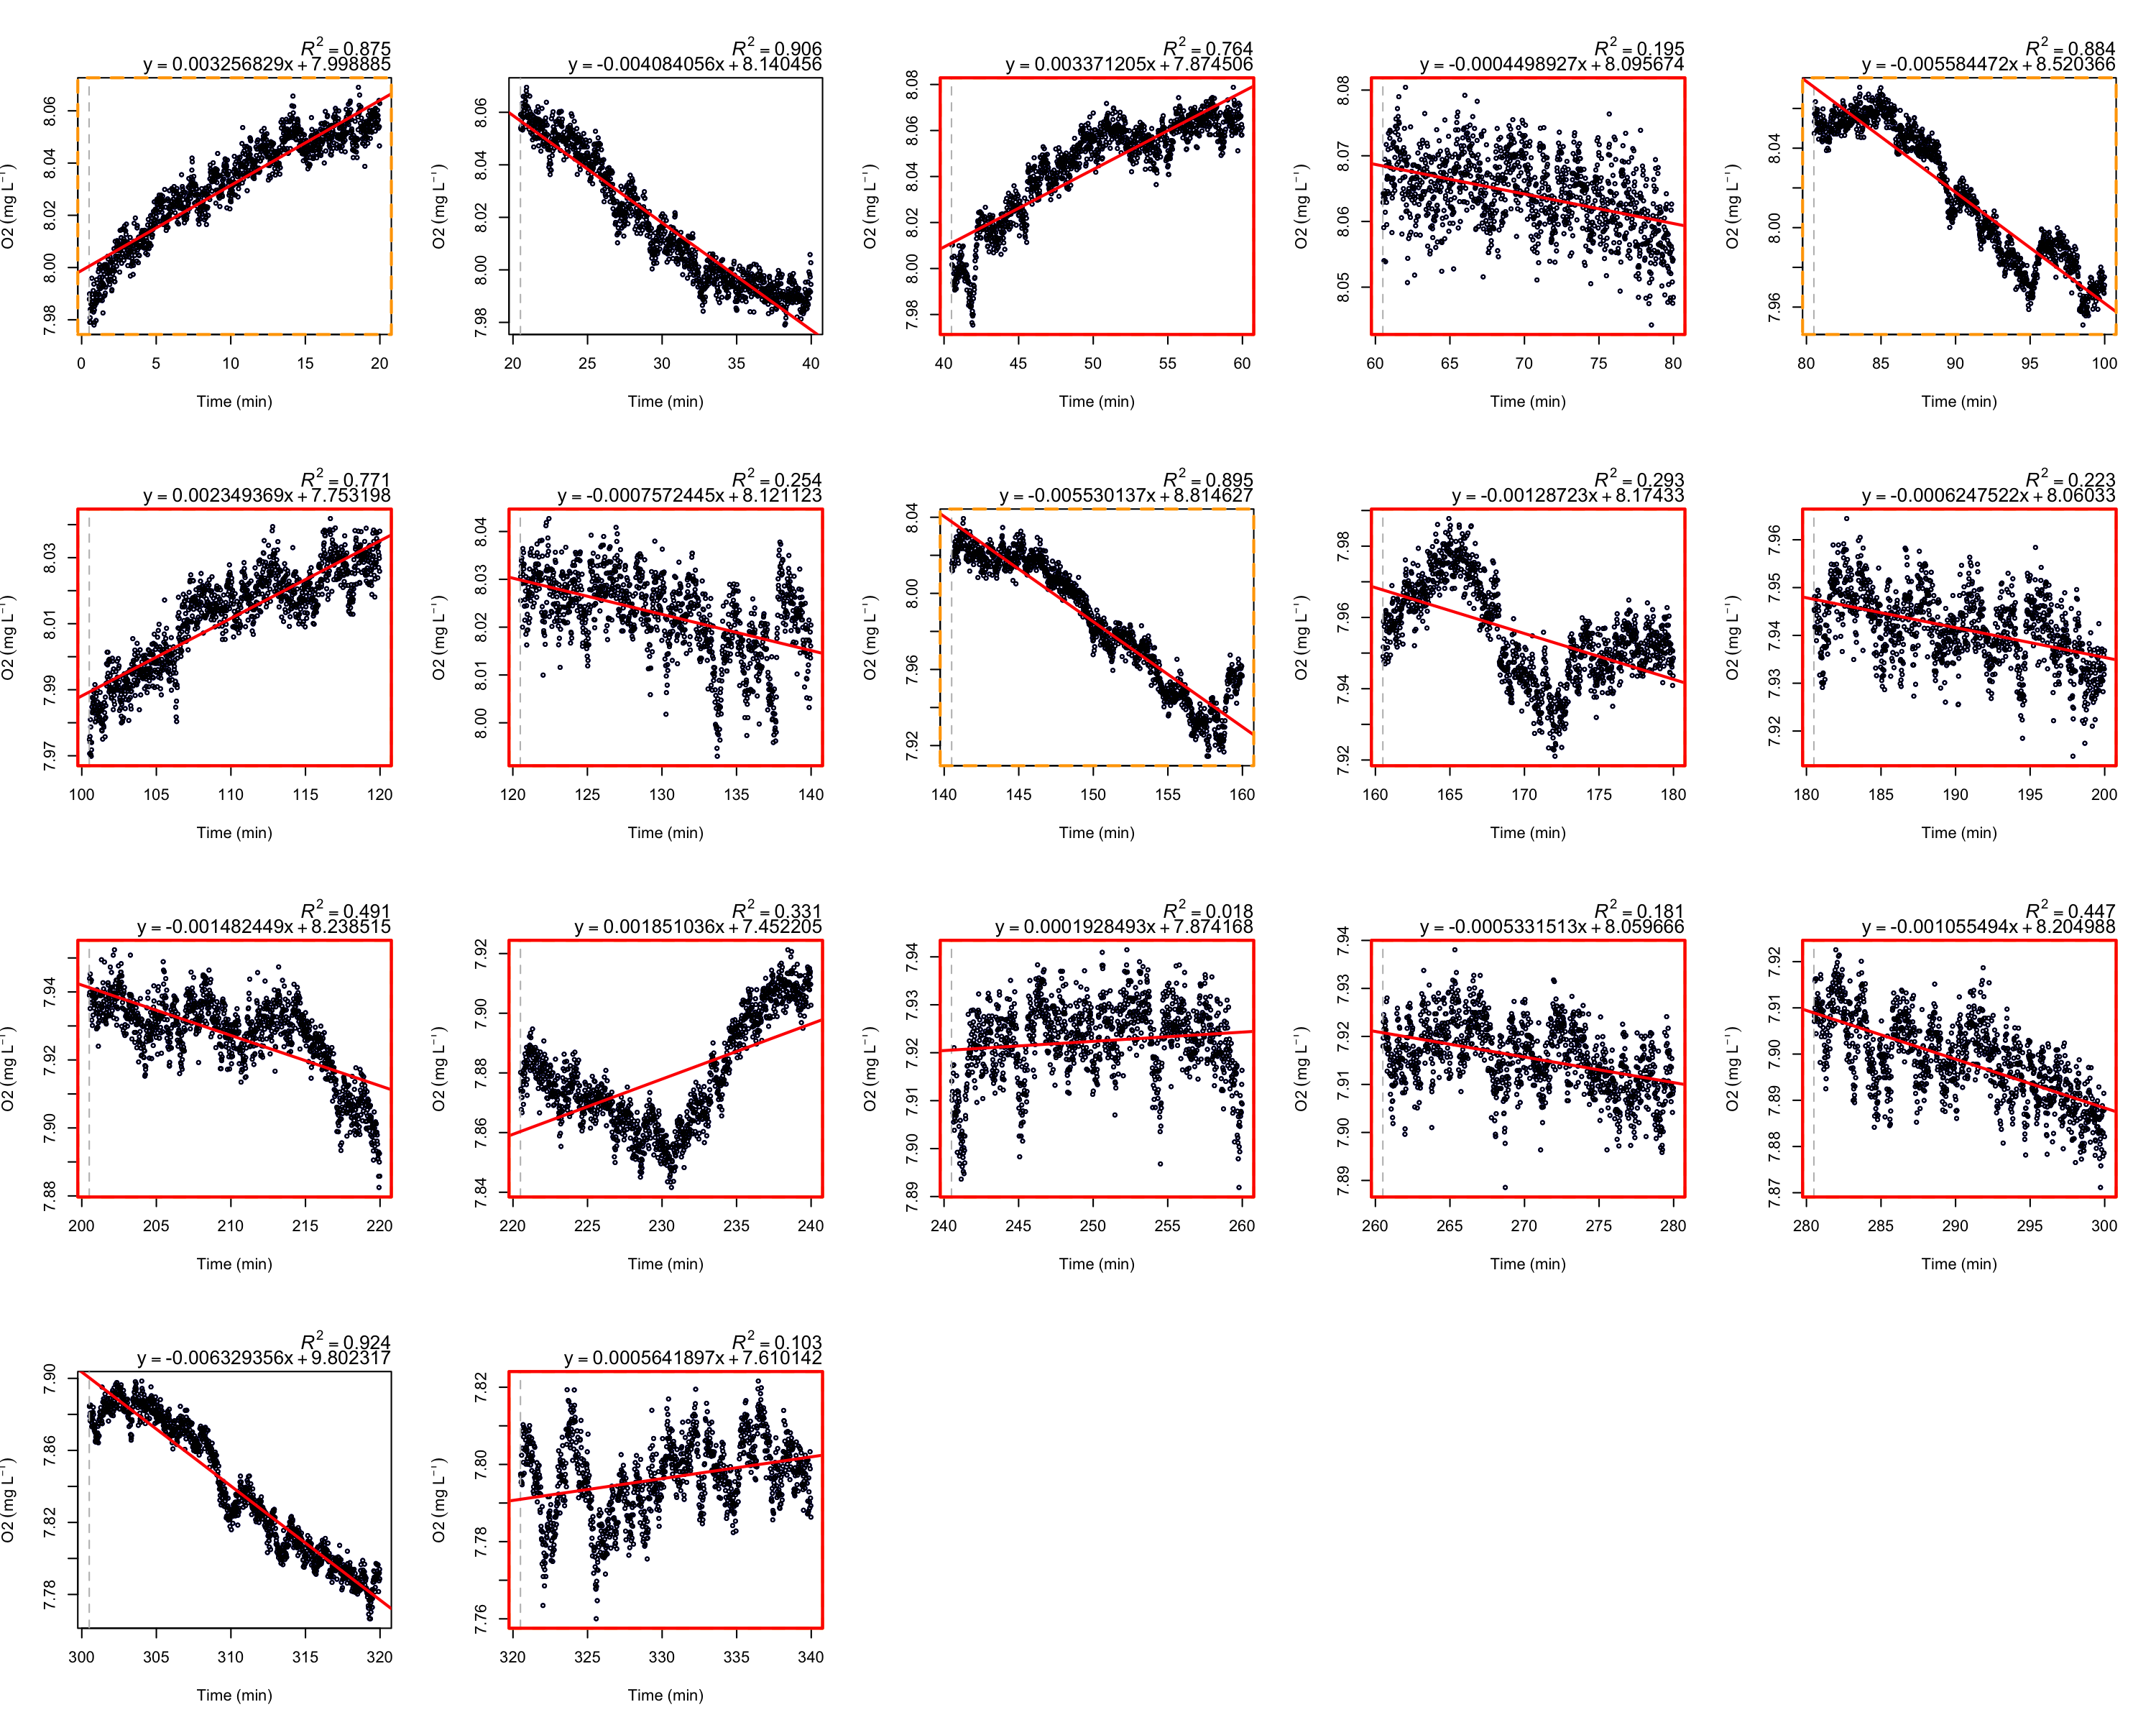 R² = 0.875
y = 0.003256829x + 7.998885
O2 (mg L⁻¹)
7.98 8.00 8.02 8.04 8.06
0 5 10 15 20
Time (min)
R² = 0.906
y = -0.004084056x + 8.140456
O2 (mg L⁻¹)
7.98 8.00 8.02 8.04 8.06
20 25 30 35 40
Time (min)
R² = 0.764
y = 0.003371205x + 7.874506
O2 (mg L⁻¹)
7.98 8.00 8.02 8.04 8.06 8.08
40 45 50 55 60
Time (min)
R² = 0.195
y = -0.0004498927x + 8.095674
O2 (mg L⁻¹)
8.05 8.06 8.07 8.08
60 65 70 75 80
Time (min)
R² = 0.884
y = -0.005584472x + 8.520366
O2 (mg L⁻¹)
7.96 8.00 8.04
80 85 90 95 100
Time (min)
R² = 0.771
y = 0.002349369x + 7.753198
O2 (mg L⁻¹)
7.97 7.99 8.01 8.03
100 105 110 115 120
Time (min)
R² = 0.254
y = -0.0007572445x + 8.121123
O2 (mg L⁻¹)
8.00 8.01 8.02 8.03 8.04
120 125 130 135 140
Time (min)
R² = 0.895
y = -0.005530137x + 8.814627
O2 (mg L⁻¹)
7.92 7.96 8.00 8.04
140 145 150 155 160
Time (min)
R² = 0.293
y = -0.00128723x + 8.17433
O2 (mg L⁻¹)
7.92 7.94 7.96 7.98
160 165 170 175 180
Time (min)
R² = 0.223
y = -0.0006247522x + 8.06033
O2 (mg L⁻¹)
7.92 7.93 7.94 7.95 7.96
180 185 190 195 200
Time (min)
R² = 0.491
y = -0.001482449x + 8.238515
O2 (mg L⁻¹)
7.88 7.90 7.92 7.94
200 205 210 215 220
Time (min)
R² = 0.331
y = 0.001851036x + 7.452205
O2 (mg L⁻¹)
7.84 7.86 7.88 7.90 7.92
220 225 230 235 240
Time (min)
R² = 0.018
y = 0.0001928493x + 7.874168
O2 (mg L⁻¹)
7.89 7.90 7.91 7.92 7.93 7.94
240 245 250 255 260
Time (min)
R² = 0.181
y = -0.0005331513x + 8.059666
O2 (mg L⁻¹)
7.89 7.90 7.91 7.92 7.93 7.94
260 265 270 275 280
Time (min)
R² = 0.447
y = -0.001055494x + 8.204988
O2 (mg L⁻¹)
7.87 7.88 7.89 7.90 7.91 7.92
280 285 290 295 300
Time (min)
R² = 0.924
y = -0.006329356x + 9.802317
O2 (mg L⁻¹)
7.78 7.82 7.86 7.90
300 305 310 315 320
Time (min)
R² = 0.103
y = 0.0005641897x + 7.610142
O2 (mg L⁻¹)
7.76 7.78 7.80 7.82
320 325 330 335 340
Time (min)